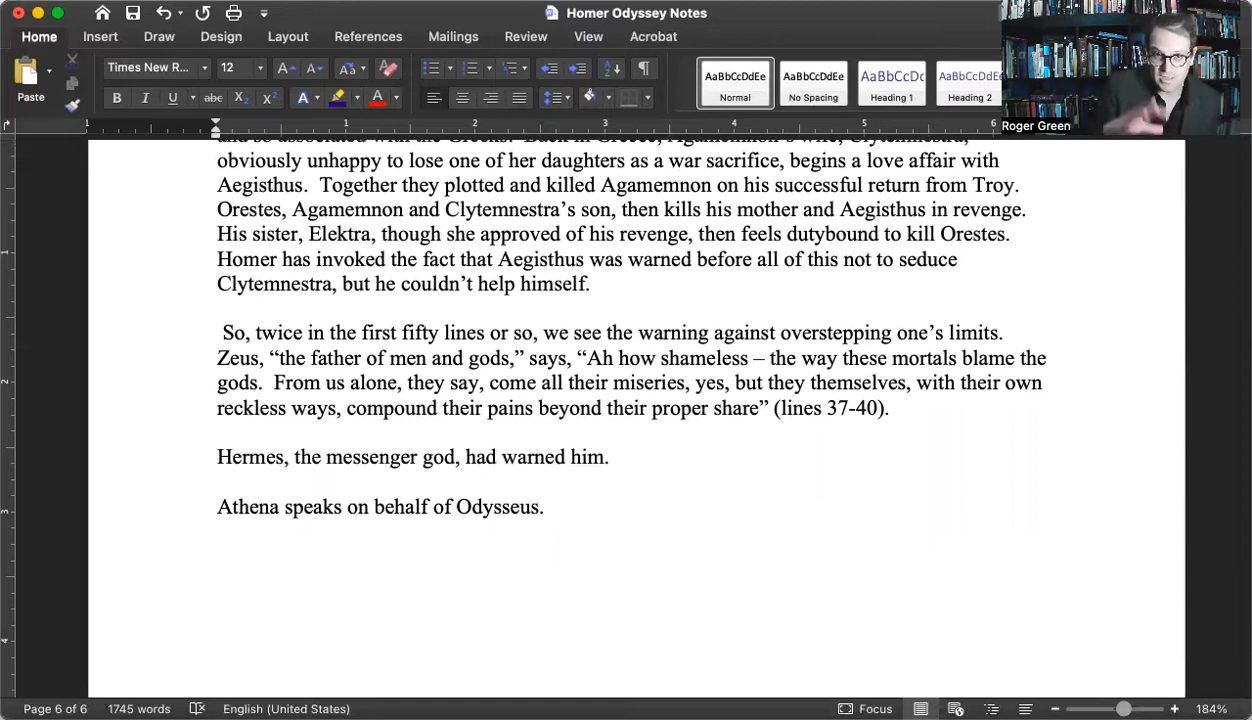 Homer Odyssey Notes
Home Insert Draw Design Layout References Mailings Review View Acrobat
Paste
Times New R... 12
AaBbCcDdEe AaBbCcDdEe AaBbCcDc AaBbCcDdEe
Normal No Spacing Heading 1 Heading 2
Roger Green
1 1 2 3 4 5 6
obviously unhappy to lose one of her daughters as a war sacrifice, begins a love affair with
Aegisthus. Together they plotted and killed Agamemnon on his successful return from Troy.
Orestes, Agamemnon and Clytemnestra's son, then kills his mother and Aegisthus in revenge.
His sister, Elektra, though she approved of his revenge, then feels dutybound to kill Orestes.
Homer has invoked the fact that Aegisthus was warned before all of this not to seduce
Clytemnestra, but he couldn't help himself.
So, twice in the first fifty lines or so, we see the warning against overstepping one's limits.
Zeus, “the father of men and gods,” says, “Ah how shameless – the way these mortals blame the
gods. From us alone, they say, come all their miseries, yes, but they themselves, with their own
reckless ways, compound their pains beyond their proper share” (lines 37-40).
Hermes, the messenger god, had warned him.
Athena speaks on behalf of Odysseus.
Page 6 of 6 1745 words English (United States) Focus 184%